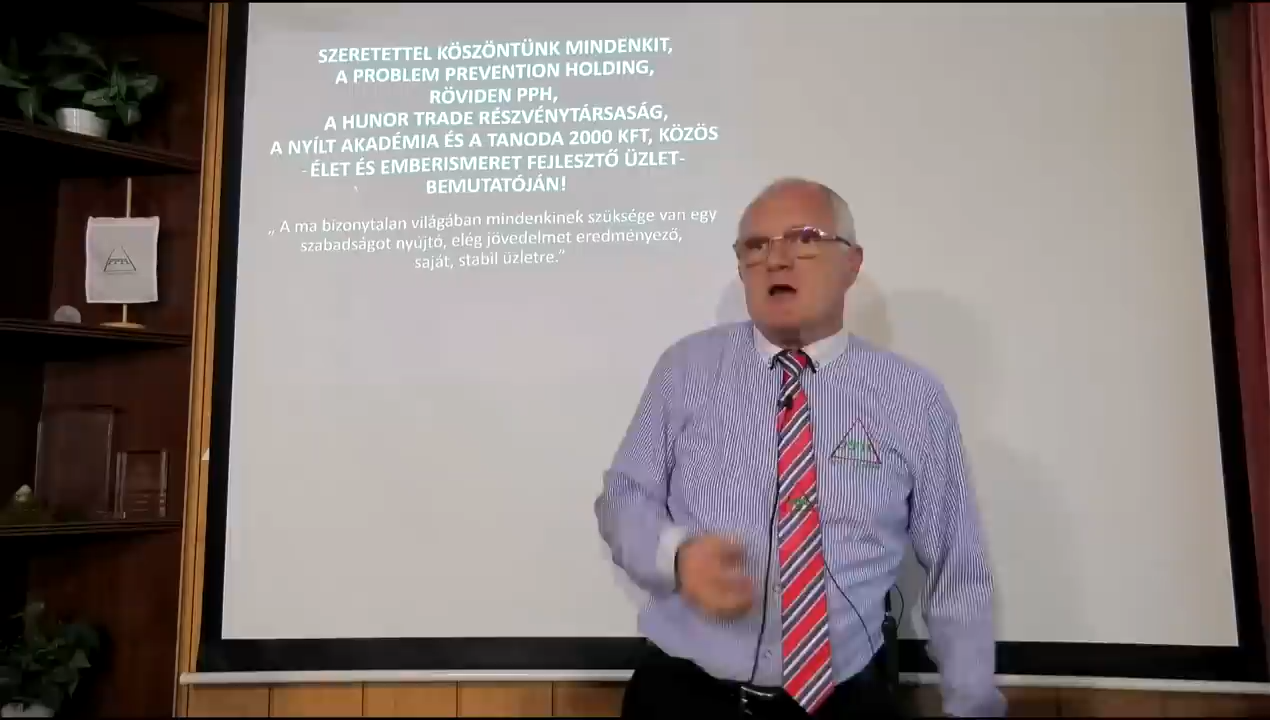 SZERETETTEL KÖSZÖNTÜNK MINDENKIT,
A PROBLEM PREVENTION HOLDING,
RÖVIDEN PPH,
A HUNOR TRADE RÉSZVÉNYTÁRSASÁG,
A NYÍLT AKADÉMIA ÉS A TANODA 2000 KFT, KÖZÖS
-ÉLET ÉS EMBERISMERET FEJLESZTŐ ÜZLET-
BEMUTATÓJÁN!
„ A ma bizonytalan világában mindenkinek szüksége van egy
szabadságot nyújtó, elég jövedelmet eredményező,
saját, stabil üzletre.”